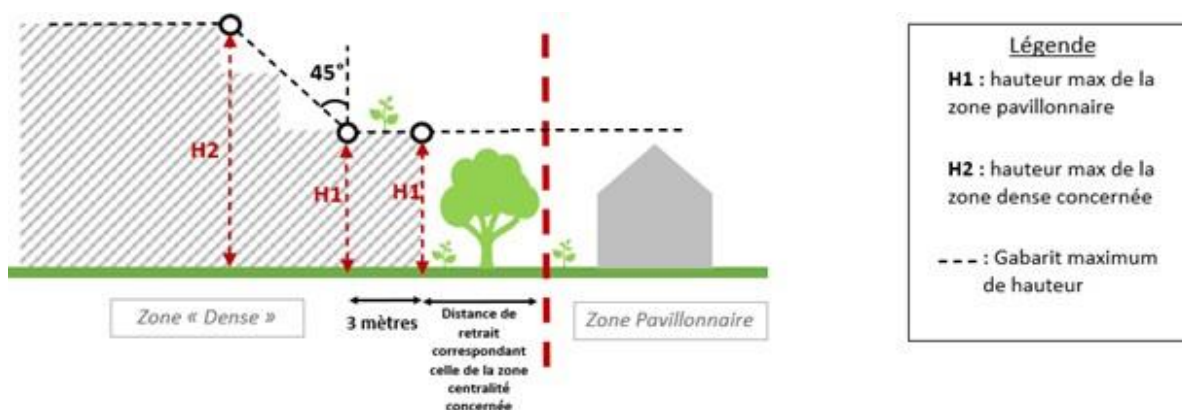 45°
H2
H1
H1
Zone « Dense »
3 mètres
Distance de
retrait
correspondant
celle de la zone
centralité
concernée
Zone Pavillonnaire
Légende
H1 : hauteur max de la
zone pavillonnaire
H2 : hauteur max de la
zone dense concernée
---- : Gabarit maximum
de hauteur